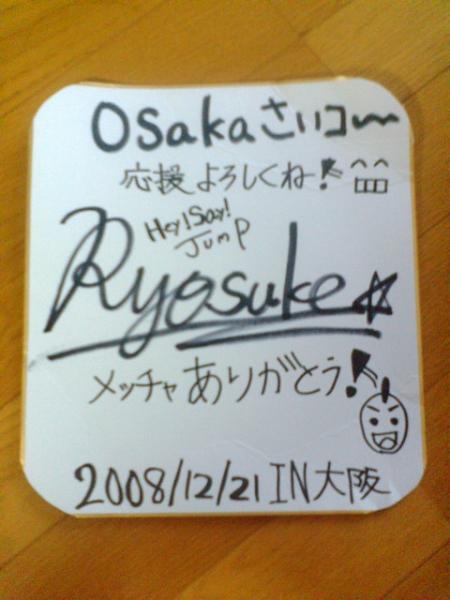 Osakaさいコ〜
応援よろしくね!
Hey!Say!
Jump
Ryosuke☆
メッチャありがとう!
2008/12/21 IN大阪